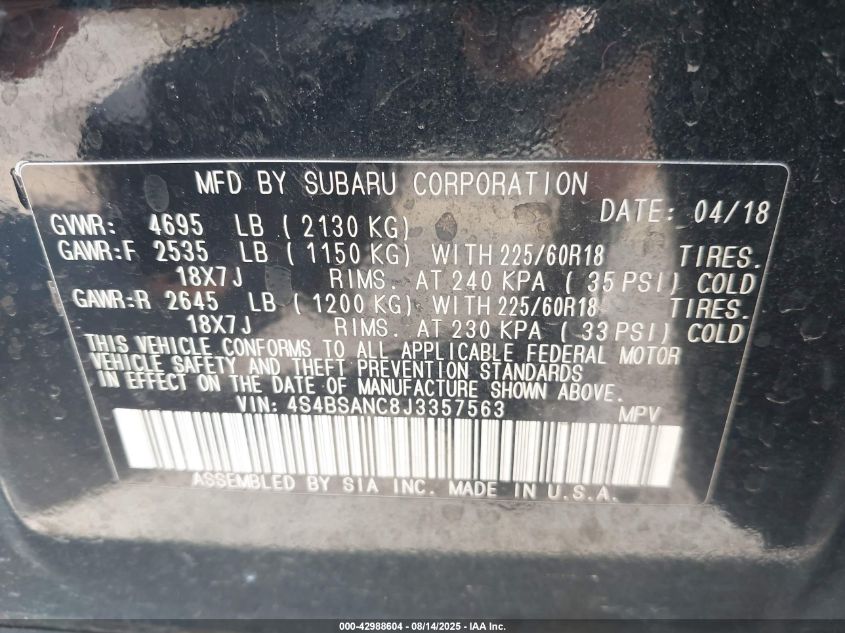 MFD BY SUBARU CORPORATION
DATE: 04/18
GVWR: 4695 LB ( 2130 KG)
GAWR:F 2535 LB ( 1150 KG) WITH 225/60R18 TIRES.
18X7J RIMS. AT 240 KPA ( 35 PSI) COLD
GAWR:R 2645 LB ( 1200 KG) WITH 225/60R18 TIRES.
18X7J RIMS. AT 230 KPA ( 33 PSI) COLD
THIS VEHICLE CONFORMS TO ALL APPLICABLE FEDERAL MOTOR
VEHICLE SAFETY AND THEFT PREVENTION STANDARDS
IN EFFECT ON THE DATE OF MANUFACTURE SHOWN ABOVE.
VIN: 4S4BSANC8J3357563 MPV
ASSEMBLED BY SIA INC. MADE IN U.S.A.
000-42988604 - 08/14/2025 - IAA Inc.